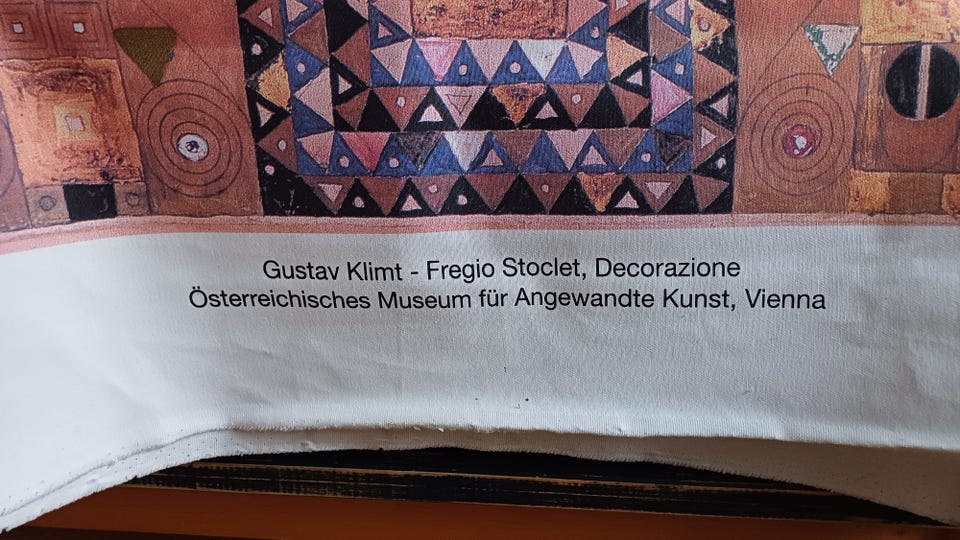 Gustav Klimt - Fregio Stoclet, Decorazione
Österreichisches Museum für Angewandte Kunst, Vienna